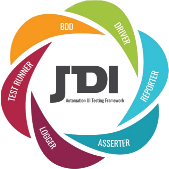 BDD
DRIVER
REPORTER
ASSERTER
LOGGER
TEST RUNNER
JDI
Automation UI Testing Framework